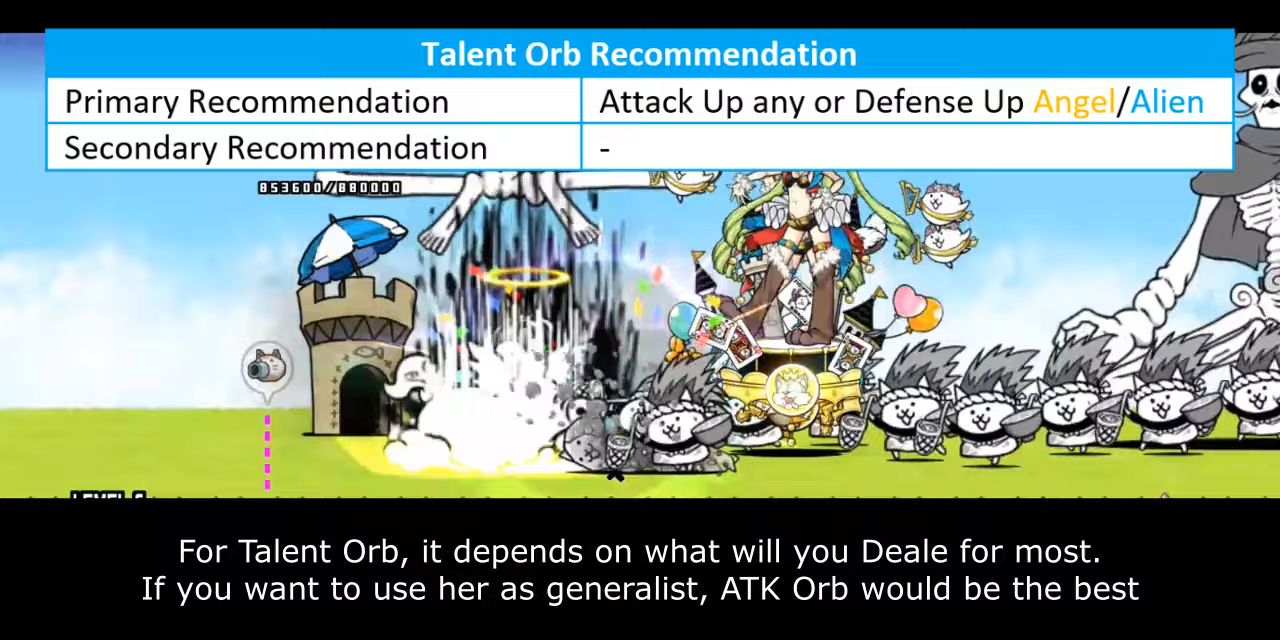 Talent Orb Recommendation
Primary Recommendation
Attack Up any or Defense Up Angel/Alien
Secondary Recommendation
-
853600/880000
For Talent Orb, it depends on what will you Deale for most.
If you want to use her as generalist, ATK Orb would be the best